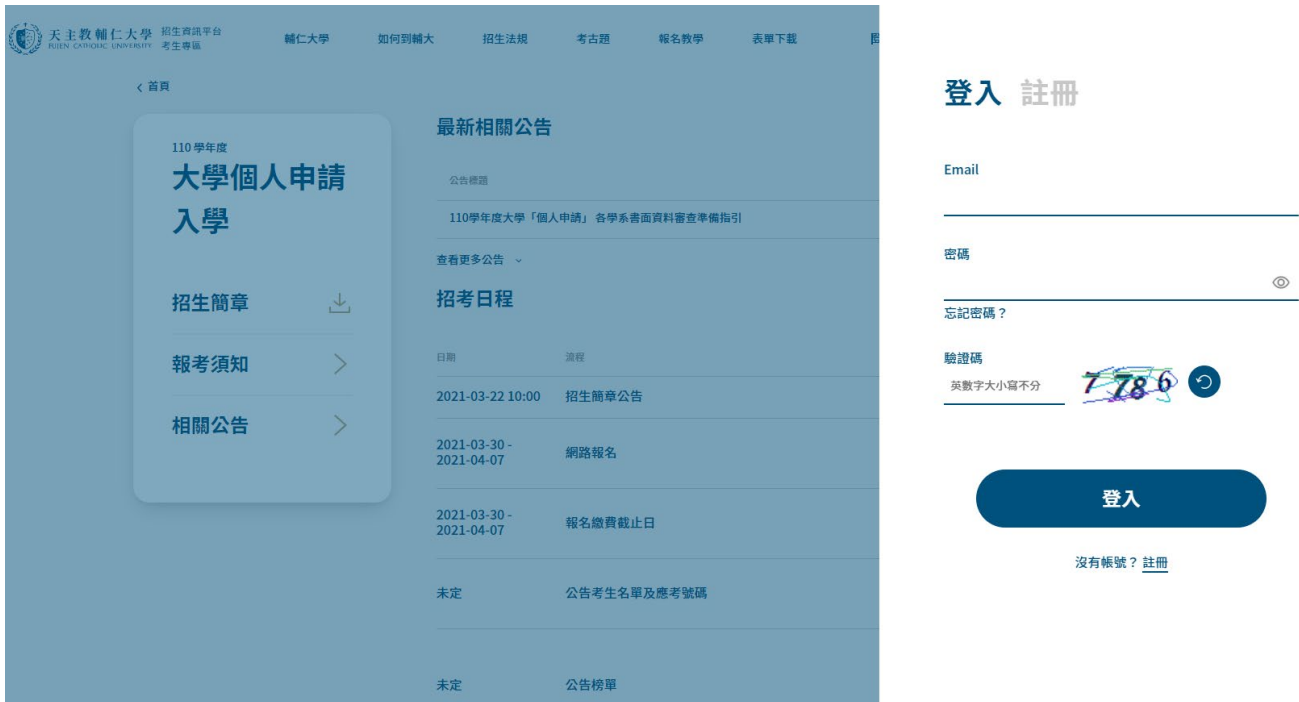 天主教輔仁大學
FU JEN CATHOLIC UNIVERSITY
招生資訊平台
考生專區
輔仁大學
如何到輔大
招生法規
考古題
報名教學
表單下載
首頁
110 學年度
大學個人申請
入學
招生簡章
報考須知
相關公告
最新相關公告
公告標題
110學年度大學「個人申請」 各學系書面資料審查準備指引
查看更多公告
招考日程
日期 流程
2021-03-22 10:00 招生簡章公告
2021-03-30 -
2021-04-07 網路報名
2021-03-30 -
2021-04-07 報名繳費截止日
未定 公告考生名單及應考號碼
未定 公告榜單
登入 註冊
Email
密碼
忘記密碼？
驗證碼
英數字大小寫不分
7786
登入
沒有帳號？ 註冊